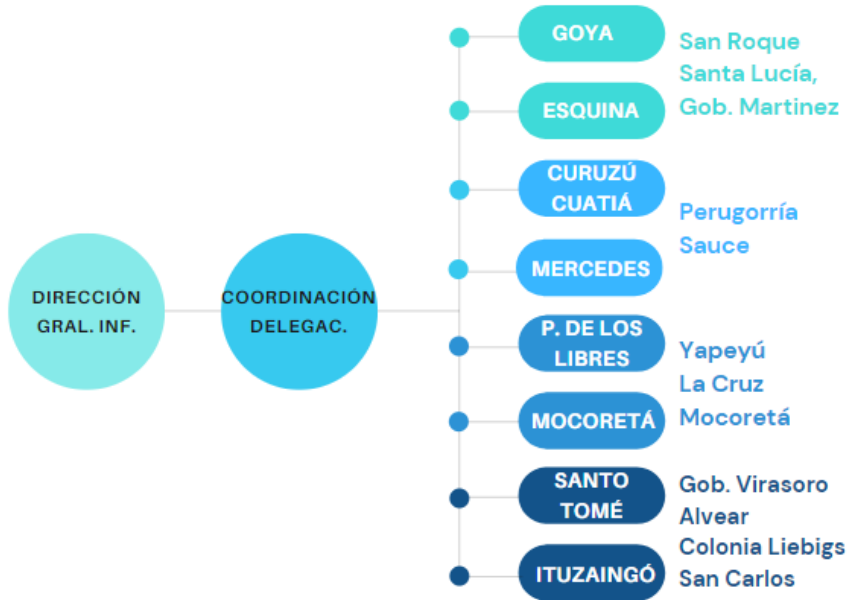 DIRECCIÓN
GRAL. INF.
COORDINACIÓN
DELEGAC.
GOYA
ESQUINA
San Roque
Santa Lucía,
Gob. Martinez
CURUZÚ
CUATIÁ
MERCEDES
Perugorría
Sauce
P. DE LOS
LIBRES
MOCORETÁ
Yapeyú
La Cruz
Mocoretá
SANTO
TOMÉ
ITUZAINGÓ
Gob. Virasoro
Alvear
Colonia Liebigs
San Carlos